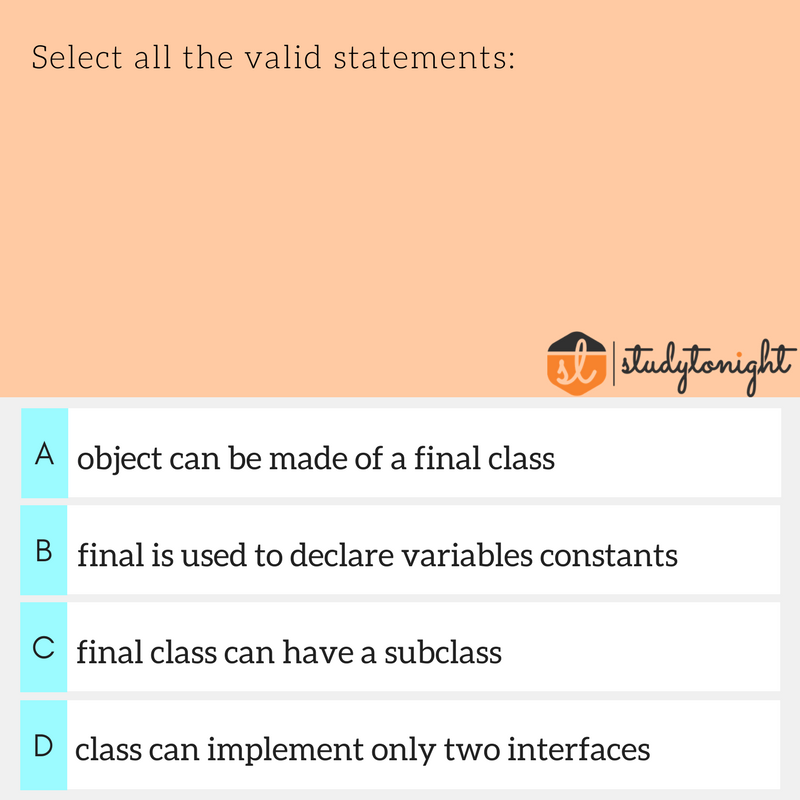 Select all the valid statements:
sl studytonight
A object can be made of a final class
B final is used to declare variables constants
C final class can have a subclass
D class can implement only two interfaces